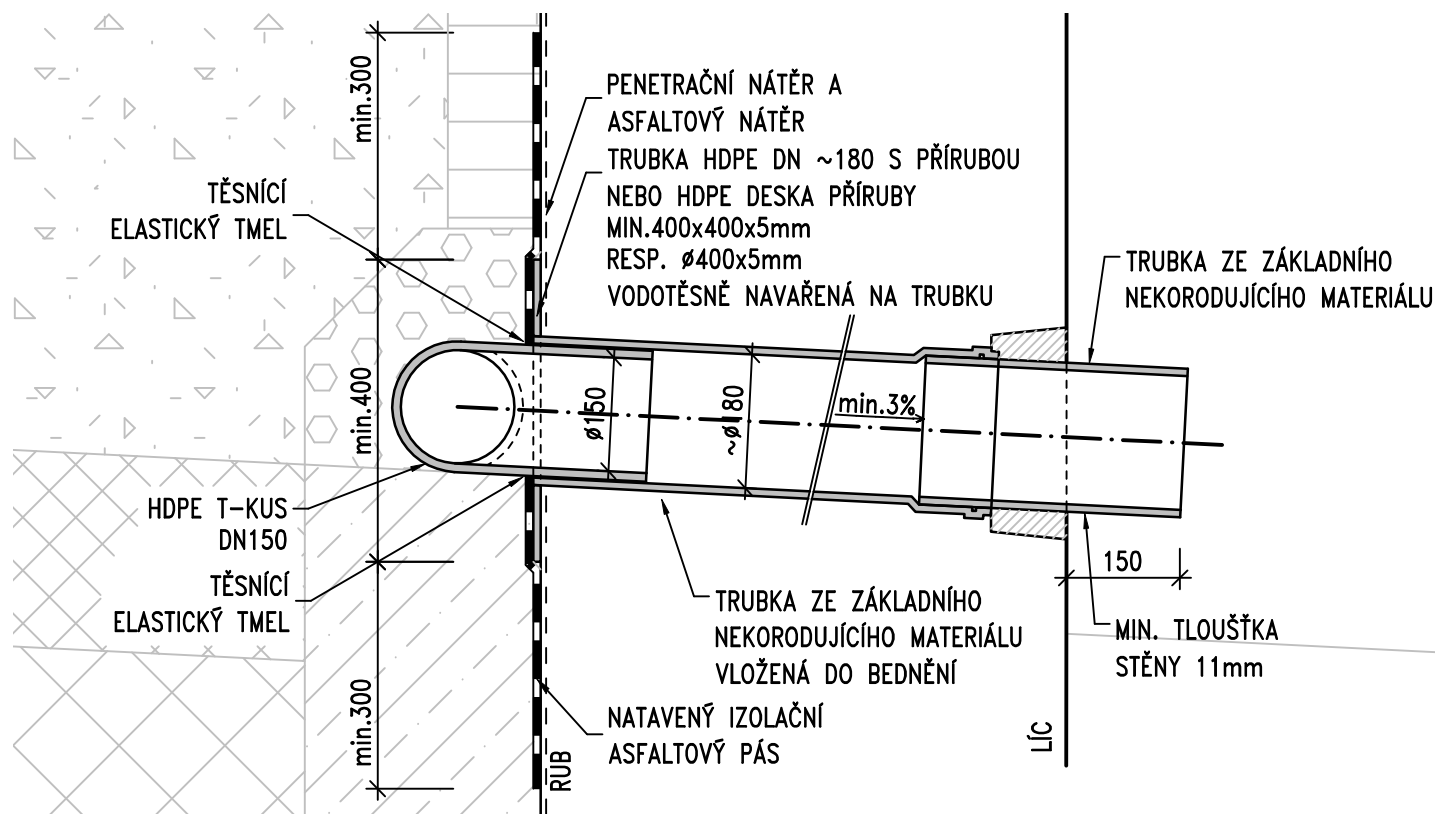 min.300
PENETRAČNÍ NÁTĚR A
ASFALTOVÝ NÁTĚR
TRUBKA HDPE DN ~180 S PŘÍRUBOU
NEBO HDPE DESKA PŘÍRUBY
MIN.400x400x5mm
RESP. ø400x5mm
VODOTĚSNĚ NAVAŘENÁ NA TRUBKU
TĚSNÍCÍ
ELASTICKÝ TMEL
TRUBKA ZE ZÁKLADNÍHO
NEKORODUJÍCÍHO MATERIÁLU
min.400
ø150
~ø180
min.3%
HDPE T-KUS
DN150
TĚSNÍCÍ
ELASTICKÝ TMEL
150
TRUBKA ZE ZÁKLADNÍHO
NEKORODUJÍCÍHO MATERIÁLU
VLOŽENÁ DO BEDNĚNÍ
MIN. TLOUŠŤKA
STĚNY 11mm
min.300
NATAVENÝ IZOLAČNÍ
ASFALTOVÝ PÁS
RUB
LÍC